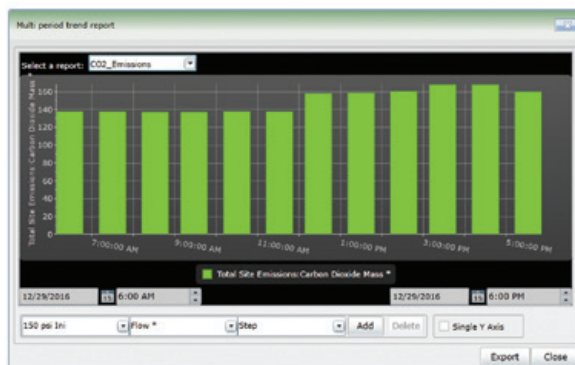 Multi period trend report
Select a report: CO2_Emissions
Total Site Emissions Carbon Dioxide Mass *
160
140
120
100
80
60
40
20
0
7:00:00 AM 9:00:00 AM 11:00:00 AM 1:00:00 PM 3:00:00 PM 5:00:00 PM
Total Site Emissions:Carbon Dioxide Mass *
12/29/2016 15 6:00 AM 12/29/2016 15 6:00 PM
150 psi Ini Flow * Step Add Delete Single Y Axis
Export Close